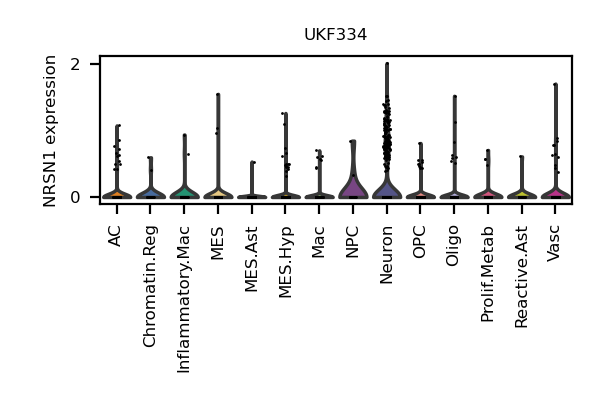 UKF334
NRSN1 expression
2
0
AC
Chromatin.Reg
Inflammatory.Mac
MES
MES.Ast
MES.Hyp
Mac
NPC
Neuron
OPC
Oligo
Prolif.Metab
Reactive.Ast
Vasc